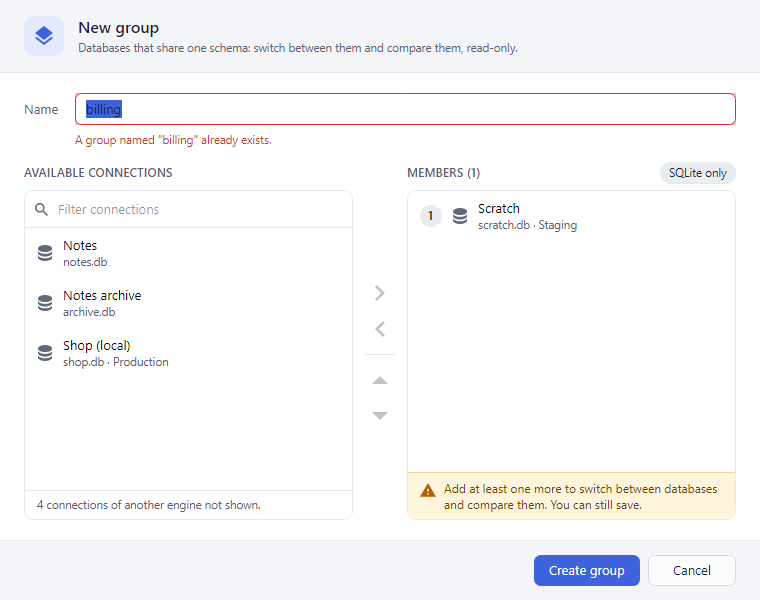 New group
Databases that share one schema: switch between them and compare them, read-only.
Name
billing
A group named "billing" already exists.
AVAILABLE CONNECTIONS
Filter connections
Notes
notes.db
Notes archive
archive.db
Shop (local)
shop.db · Production
4 connections of another engine not shown.
MEMBERS (1)
SQLite only
1
Scratch
scratch.db · Staging
Add at least one more to switch between databases
and compare them. You can still save.
Create group
Cancel